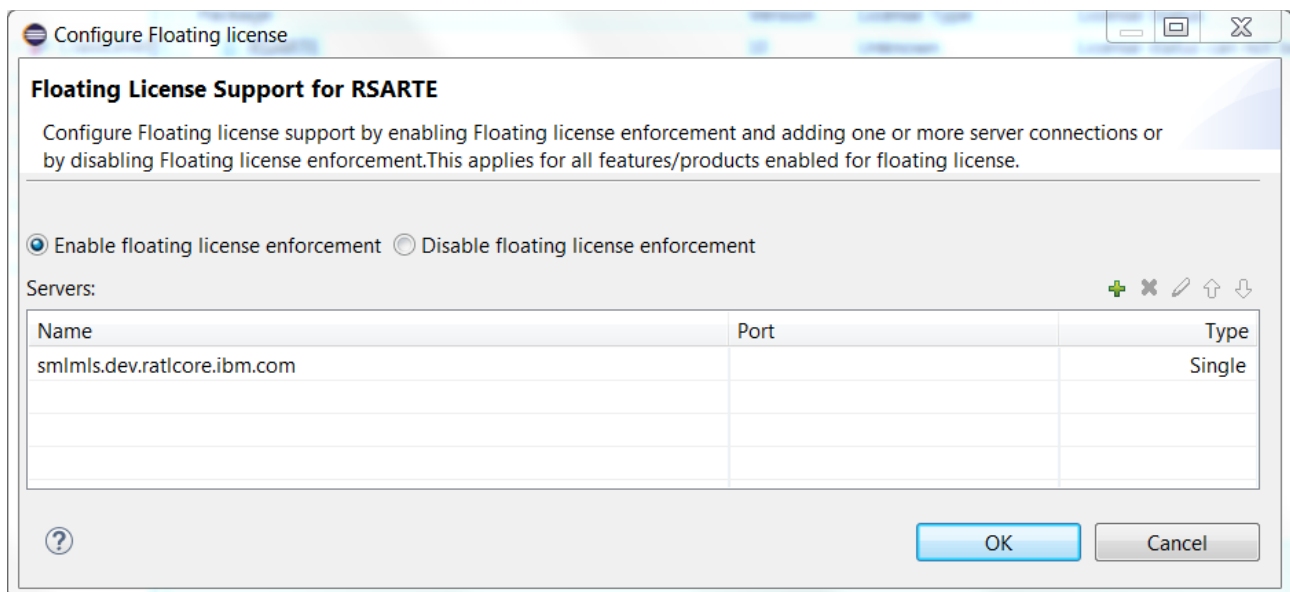 Configure Floating license
Floating License Support for RSARTE
Configure Floating license support by enabling Floating license enforcement and adding one or more server connections or
by disabling Floating license enforcement.This applies for all features/products enabled for floating license.
Enable floating license enforcement Disable floating license enforcement
Servers:
Name Port Type
smlmls.dev.ratlcore.ibm.com Single
OK Cancel